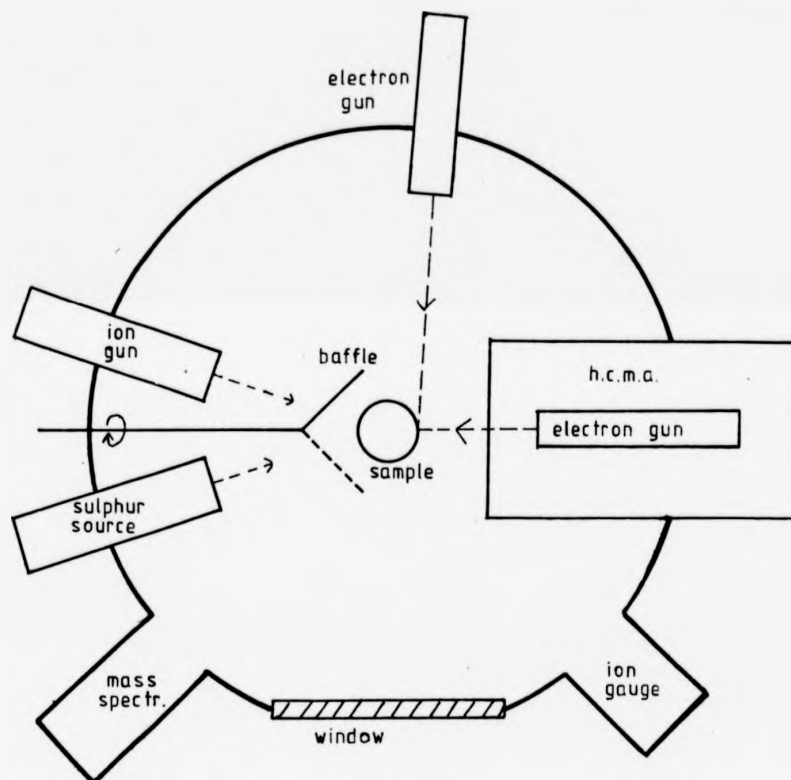 electron
gun
ion
gun
baffle
h.c.m.a.
electron gun
sample
sulphur
source
mass
spectr.
ion
gauge
window